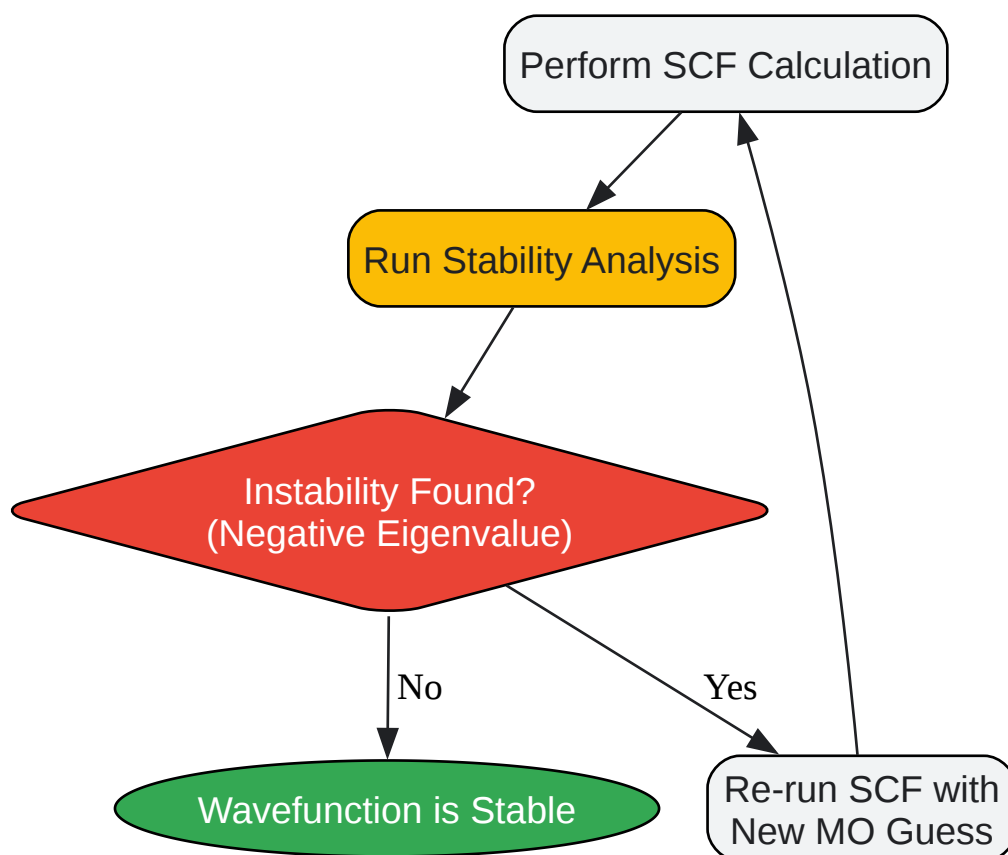 Perform SCF Calculation
Run Stability Analysis
Instability Found?
(Negative Eigenvalue)
No
Yes
Wavefunction is Stable
Re-run SCF with
New MO Guess